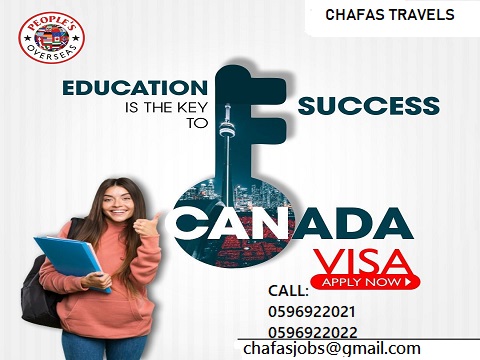 CHAFAS TRAVELS
PEOPLE'S
OVERSEAS
EDUCATION
IS THE KEY
TO
SUCCESS
CANADA
VISA
APPLY NOW
CALL:
0596922021
0596922022
chafasjobs@gmail.com